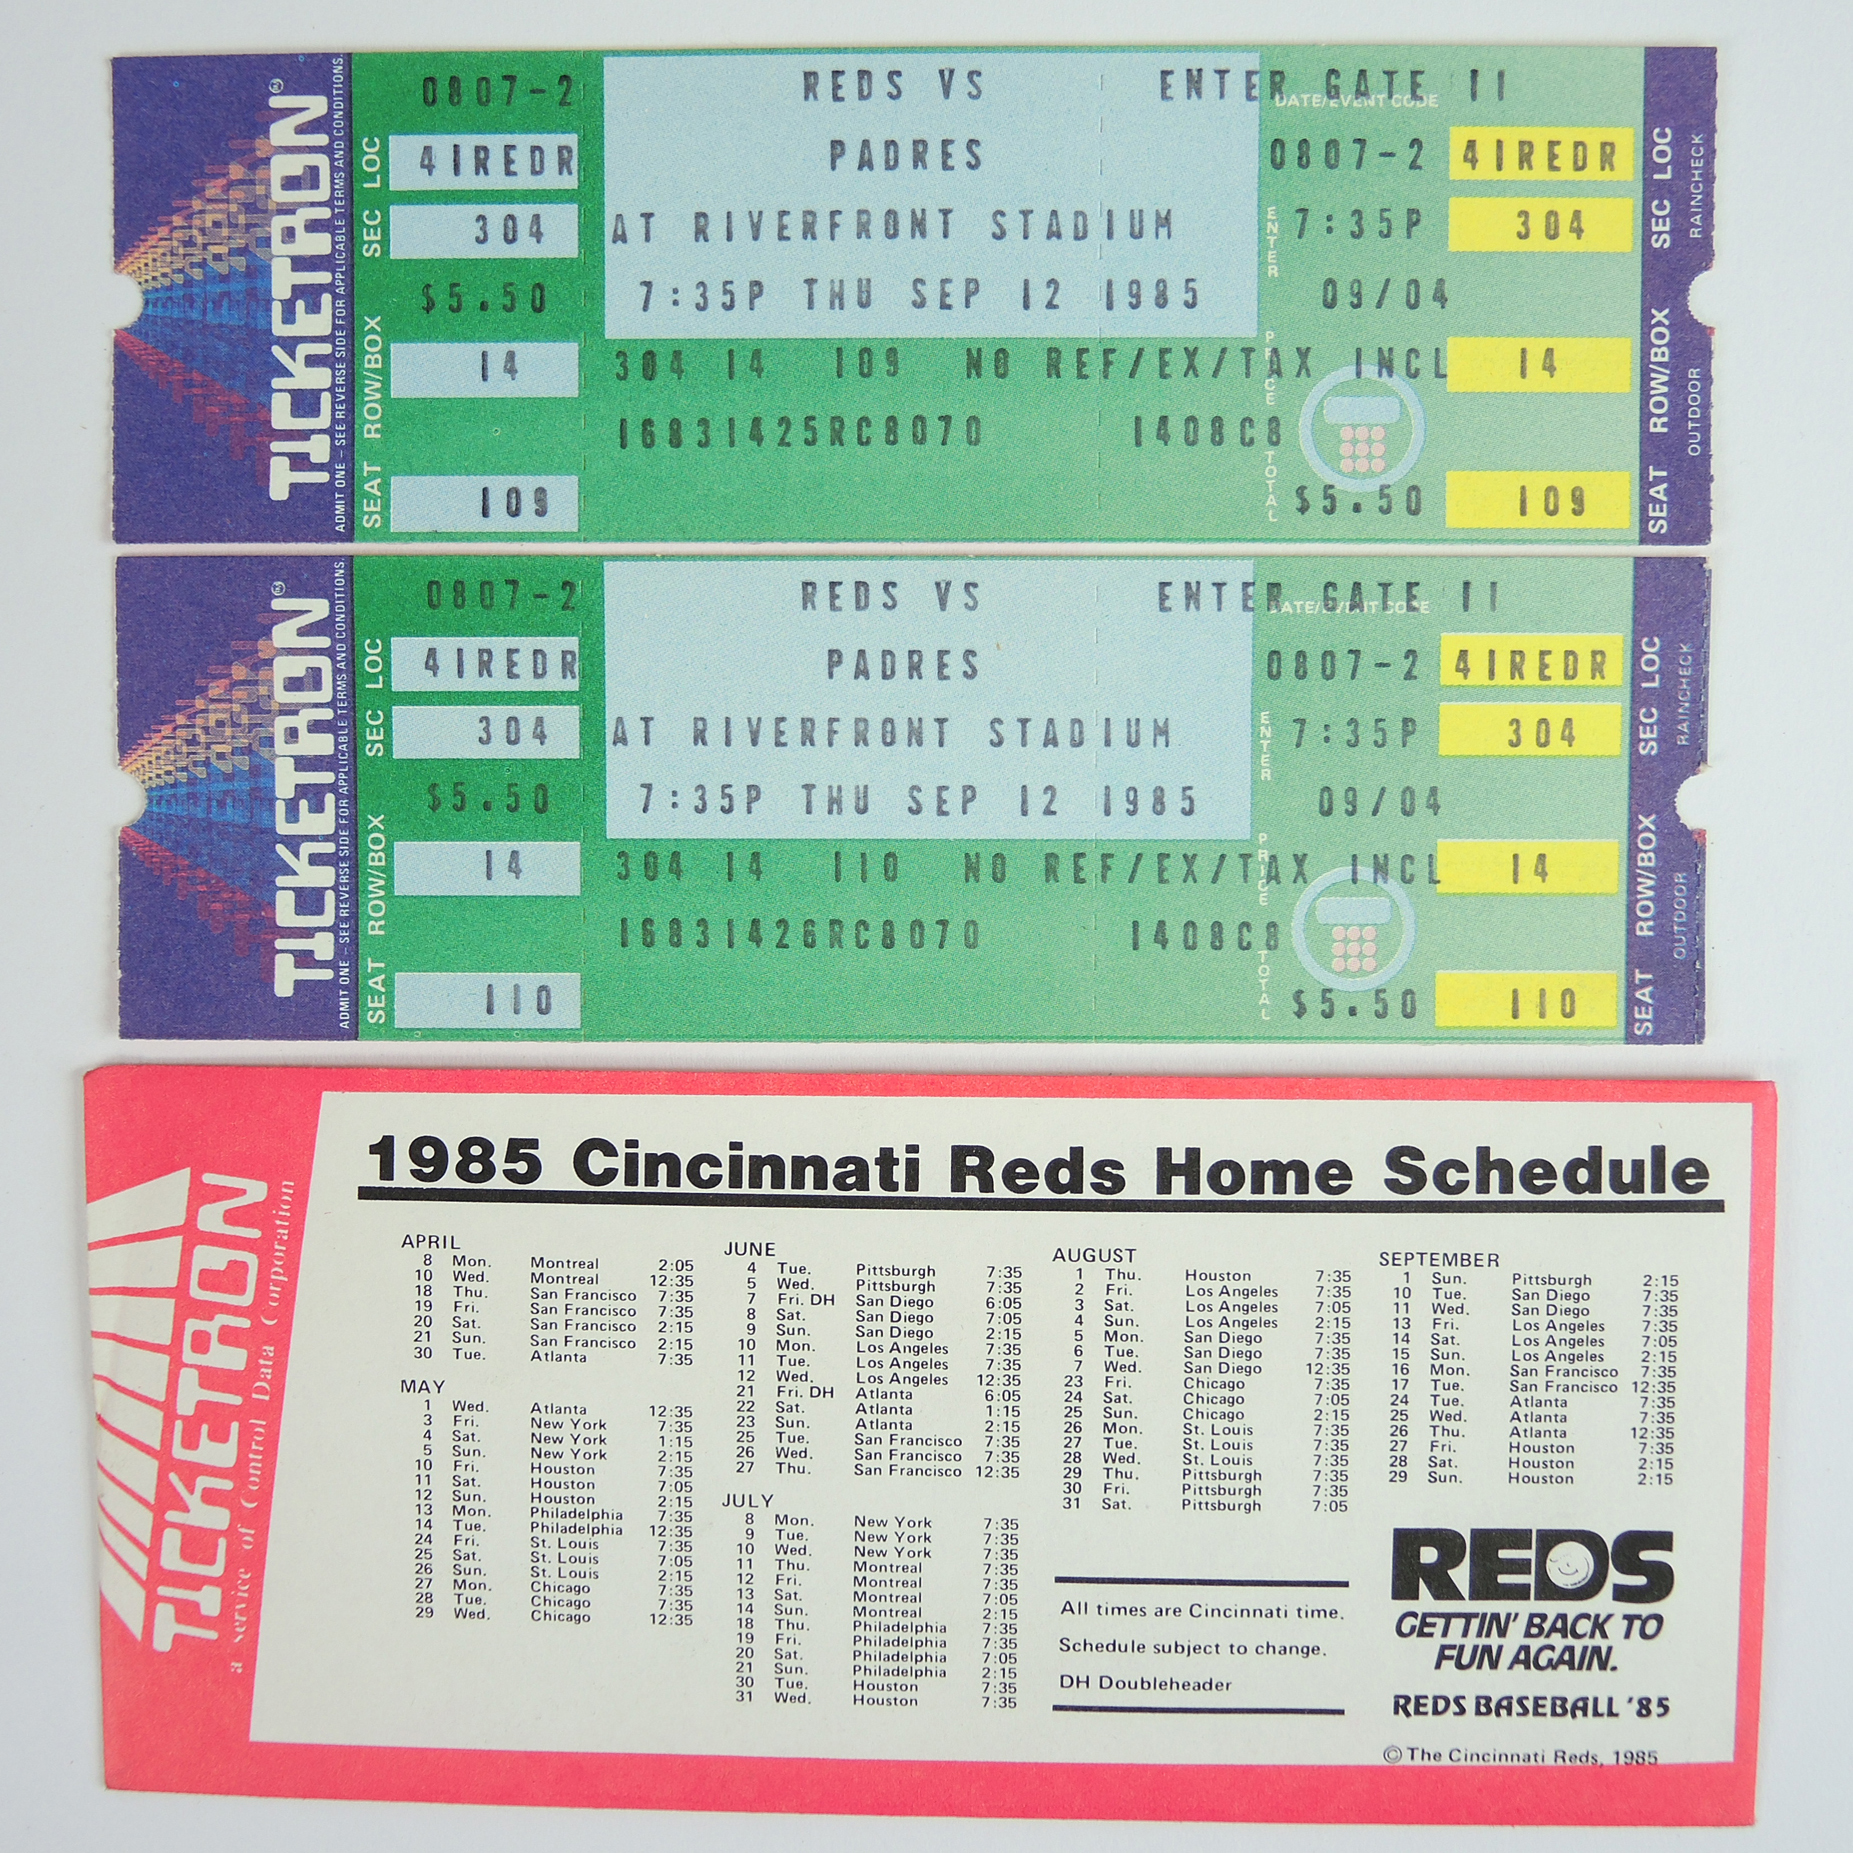 TICKETRON
ADMIT ONE – SEE REVERSE SIDE FOR APPLICABLE TERMS AND CONDITIONS.
SEC LOC
ROW/BOX
SEAT
0807-2
41REDR
304
$5.50
14
109
REDS VS
PADRES
AT RIVERFRONT STADIUM
7:35P THU SEP 12 1985
304 14 109 NO REF/EX/TAX INCL
16831425RC8070 1408C8
ENTER GATE 11
DATE/EVENT CODE
0807-2 41REDR
ENTER
7:35P 304
09/04
PRICE
14
TOTAL
$5.50 109
SEC LOC
ROW/BOX
SEAT
RAINCHECK
OUTDOOR
TICKETRON
ADMIT ONE – SEE REVERSE SIDE FOR APPLICABLE TERMS AND CONDITIONS.
SEC LOC
ROW/BOX
SEAT
0807-2
41REDR
304
$5.50
14
110
REDS VS
PADRES
AT RIVERFRONT STADIUM
7:35P THU SEP 12 1985
304 14 110 NO REF/EX/TAX INCL
16831426RC8070 1408C8
ENTER GATE 11
DATE/EVENT CODE
0807-2 41REDR
ENTER
7:35P 304
09/04
PRICE
14
TOTAL
$5.50 110
SEC LOC
ROW/BOX
SEAT
RAINCHECK
OUTDOOR
TICKETRON
a service of Control Data Corporation
1985 Cincinnati Reds Home Schedule
APRIL
8 Mon. Montreal 2:05
10 Wed. Montreal 12:35
18 Thu. San Francisco 7:35
19 Fri. San Francisco 7:35
20 Sat. San Francisco 2:15
21 Sun. San Francisco 2:15
30 Tue. Atlanta 7:35
MAY
1 Wed. Atlanta 12:35
3 Fri. New York 7:35
4 Sat. New York 1:15
5 Sun. New York 2:15
10 Fri. Houston 7:35
11 Sat. Houston 7:05
12 Sun. Houston 2:15
13 Mon. Philadelphia 7:35
14 Tue. Philadelphia 12:35
24 Fri. St. Louis 7:35
25 Sat. St. Louis 7:05
26 Sun. St. Louis 2:15
27 Mon. Chicago 7:35
28 Tue. Chicago 7:35
29 Wed. Chicago 12:35
JUNE
4 Tue. Pittsburgh 7:35
5 Wed. Pittsburgh 7:35
7 Fri. DH San Diego 6:05
8 Sat. San Diego 7:05
9 Sun. San Diego 2:15
10 Mon. Los Angeles 7:35
11 Tue. Los Angeles 7:35
12 Wed. Los Angeles 12:35
21 Fri. DH Atlanta 6:05
22 Sat. Atlanta 1:15
23 Sun. Atlanta 2:15
25 Tue. San Francisco 7:35
26 Wed. San Francisco 7:35
27 Thu. San Francisco 12:35
JULY
8 Mon. New York 7:35
9 Tue. New York 7:35
10 Wed. New York 7:35
11 Thu. Montreal 7:35
12 Fri. Montreal 7:35
13 Sat. Montreal 7:05
14 Sun. Montreal 2:15
18 Thu. Philadelphia 7:35
19 Fri. Philadelphia 7:35
20 Sat. Philadelphia 7:05
21 Sun. Philadelphia 2:15
30 Tue. Houston 7:35
31 Wed. Houston 7:35
AUGUST
1 Thu. Houston 7:35
2 Fri. Los Angeles 7:35
3 Sat. Los Angeles 7:05
4 Sun. Los Angeles 2:15
5 Mon. San Diego 7:35
6 Tue. San Diego 7:35
7 Wed. San Diego 12:35
23 Fri. Chicago 7:35
24 Sat. Chicago 7:05
25 Sun. Chicago 2:15
26 Mon. St. Louis 7:35
27 Tue. St. Louis 7:35
28 Wed. St. Louis 7:35
29 Thu. Pittsburgh 7:35
30 Fri. Pittsburgh 7:35
31 Sat. Pittsburgh 7:05
All times are Cincinnati time.
Schedule subject to change.
DH Doubleheader
SEPTEMBER
1 Sun. Pittsburgh 2:15
10 Tue. San Diego 7:35
11 Wed. San Diego 7:35
13 Fri. Los Angeles 7:35
14 Sat. Los Angeles 7:05
15 Sun. Los Angeles 2:15
16 Mon. San Francisco 7:35
17 Tue. San Francisco 12:35
24 Tue. Atlanta 7:35
25 Wed. Atlanta 7:35
26 Thu. Atlanta 12:35
27 Fri. Houston 7:35
28 Sat. Houston 2:15
29 Sun. Houston 2:15
REDS
GETTIN' BACK TO
FUN AGAIN.
REDS BASEBALL '85
© The Cincinnati Reds, 1985